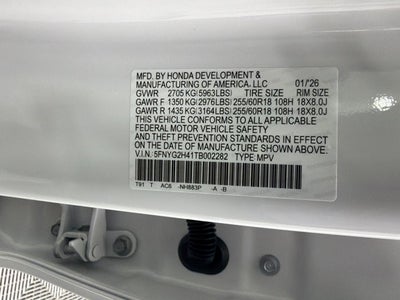 MFD. BY HONDA DEVELOPMENT &
MANUFACTURING OF AMERICA, LLC 01/'26
GVWR 2705 KG(5963LBS) TIRE SIZE RIM SIZE
GAWR F 1350 KG(2976LBS) 255/60R18 108H 18X8.0J
GAWR R 1435 KG(3164LBS) 255/60R18 108H 18X8.0J
THIS VEHICLE CONFORMS TO ALL APPLICABLE
FEDERAL MOTOR VEHICLE SAFETY, BUMPER,
AND THEFT PREVENTION STANDARDS IN EFFECT
ON THE DATE OF MANUFACTURE SHOWN ABOVE.
V.I.N. 5FNYG2H41TB002282 TYPE MPV
T91 T AC6 -NH883P -A -B